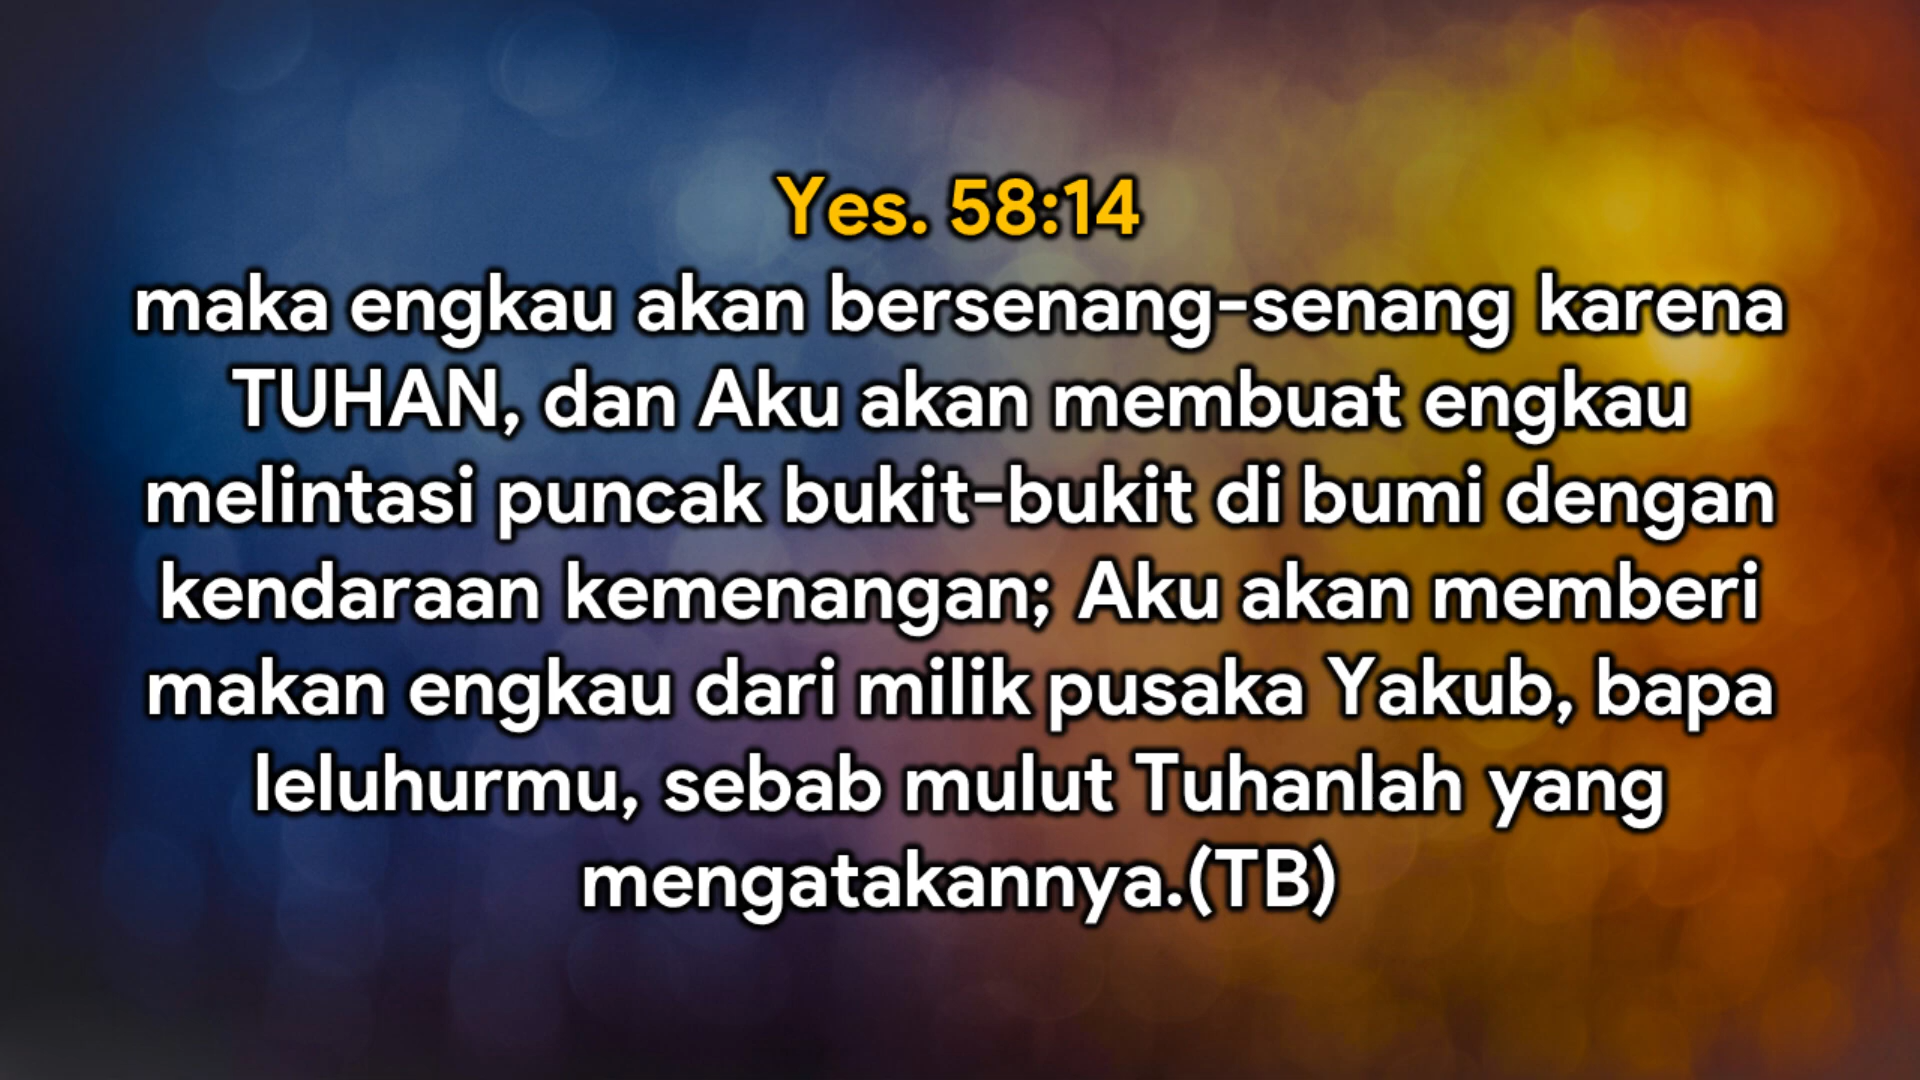 Yes. 58:14
maka engkau akan bersenang-senang karena
TUHAN, dan Aku akan membuat engkau
melintasi puncak bukit-bukit di bumi dengan
kendaraan kemenangan; Aku akan memberi
makan engkau dari milik pusaka Yakub, bapa
leluhurmu, sebab mulut Tuhanlah yang
mengatakannya.(TB)